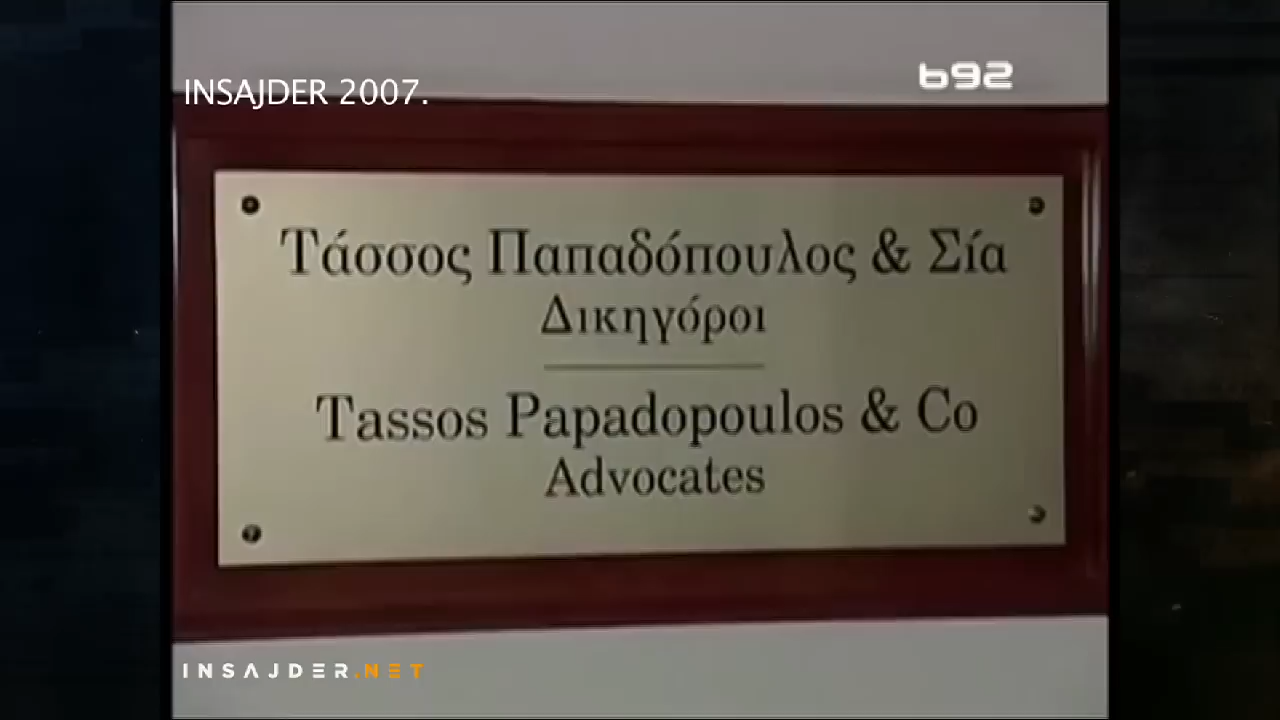 INSAJDER 2007.
b92
Τάσσος Παπαδόπουλος & Σία
Δικηγόροι
Tassos Papadopoulos & Co
Advocates
INSAJDER.NET